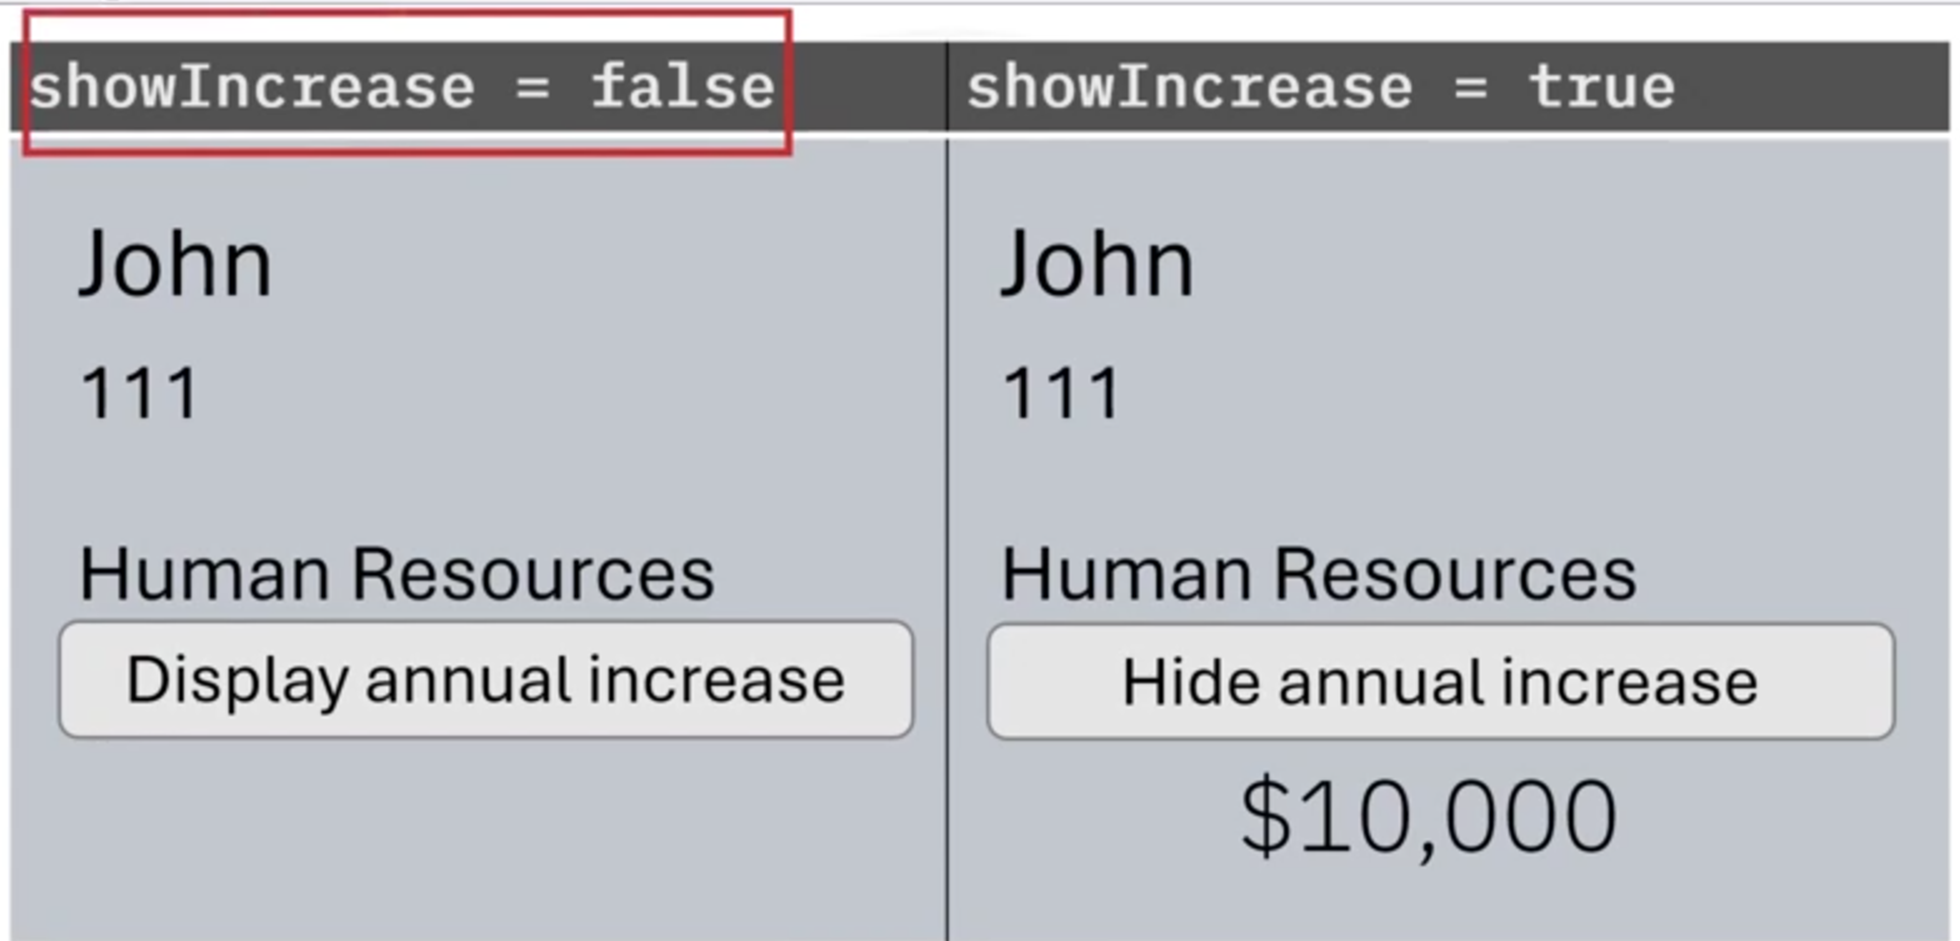 showIncrease = false
showIncrease = true
John
111
Human Resources
Display annual increase
John
111
Human Resources
Hide annual increase
$10,000